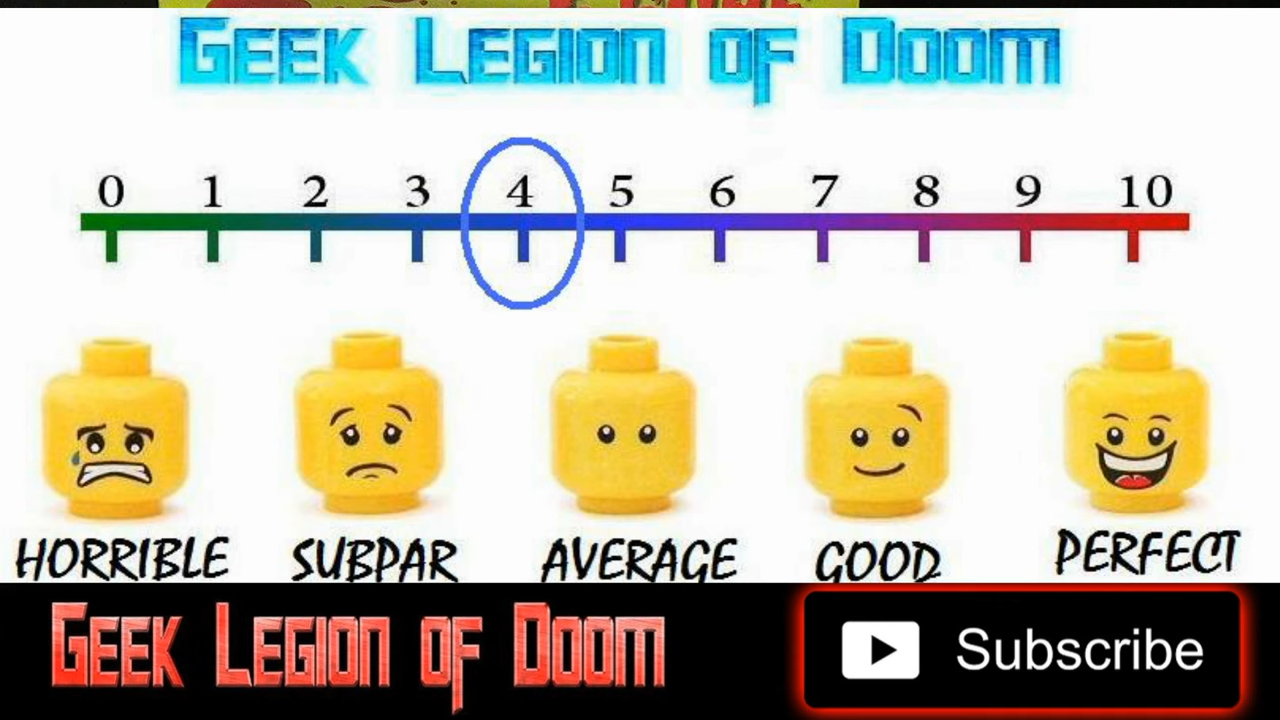 GEEK LEGION OF DOOM
0 1 2 3 4 5 6 7 8 9 10
HORRIBLE SUBPAR AVERAGE GOOD PERFECT
GEEK LEGION OF DOOM
Subscribe